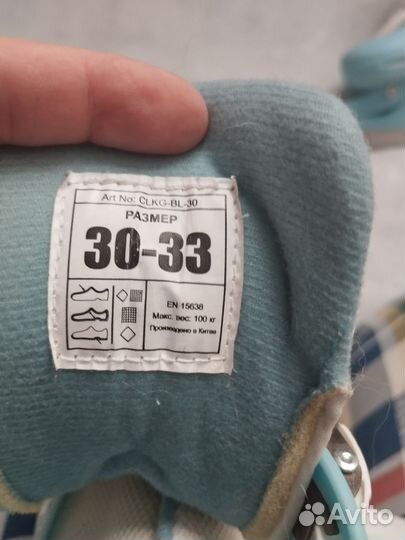 Art No: CLKG-BL-30
РАЗМЕР
30-33
EN 15638
Макс. вес: 100 кг
Произведено в Китае
Avito